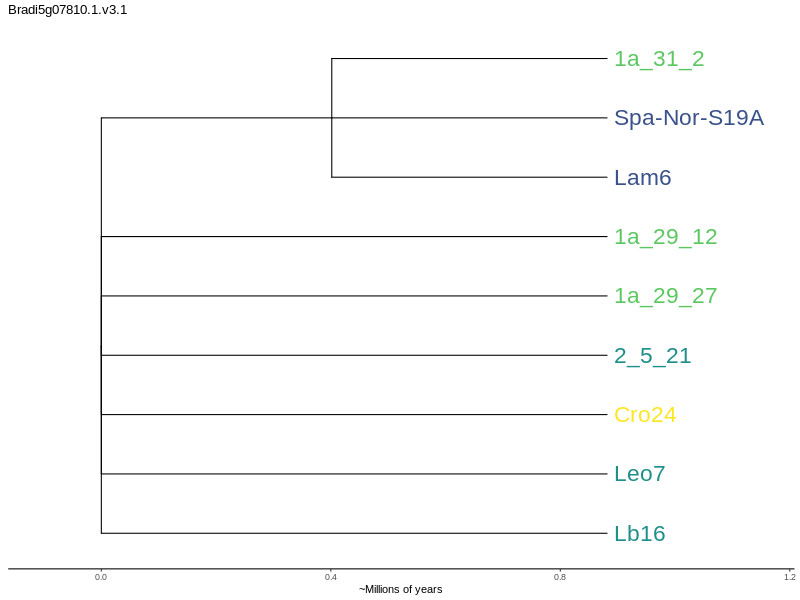 Bradi5g07810.1.v3.1
1a_31_2
Spa-Nor-S19A
Lam6
1a_29_12
1a_29_27
2_5_21
Cro24
Leo7
Lb16
0.0 0.4 0.8 1.2
~Millions of years